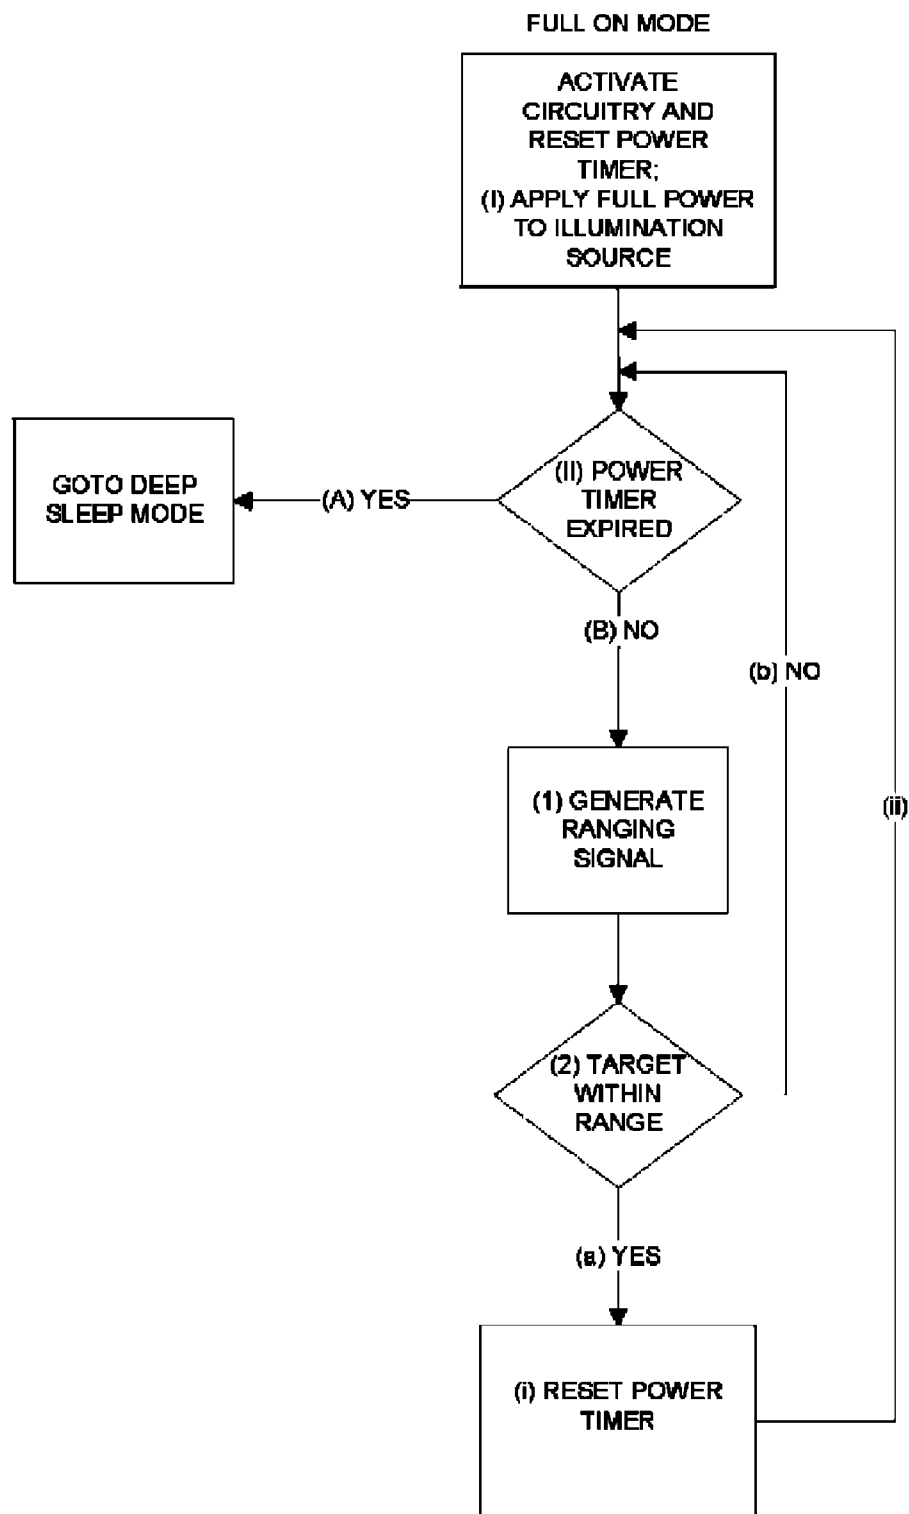 FULL ON MODE
ACTIVATE
CIRCUITRY AND
RESET POWER
TIMER;
(I) APPLY FULL POWER
TO ILLUMINATION
SOURCE
(II) POWER
TIMER
EXPIRED
(A) YES
GOTO DEEP
SLEEP MODE
(B) NO
(b) NO
(1) GENERATE
RANGING
SIGNAL
(ii)
(2) TARGET
WITHIN
RANGE
(a) YES
(i) RESET POWER
TIMER